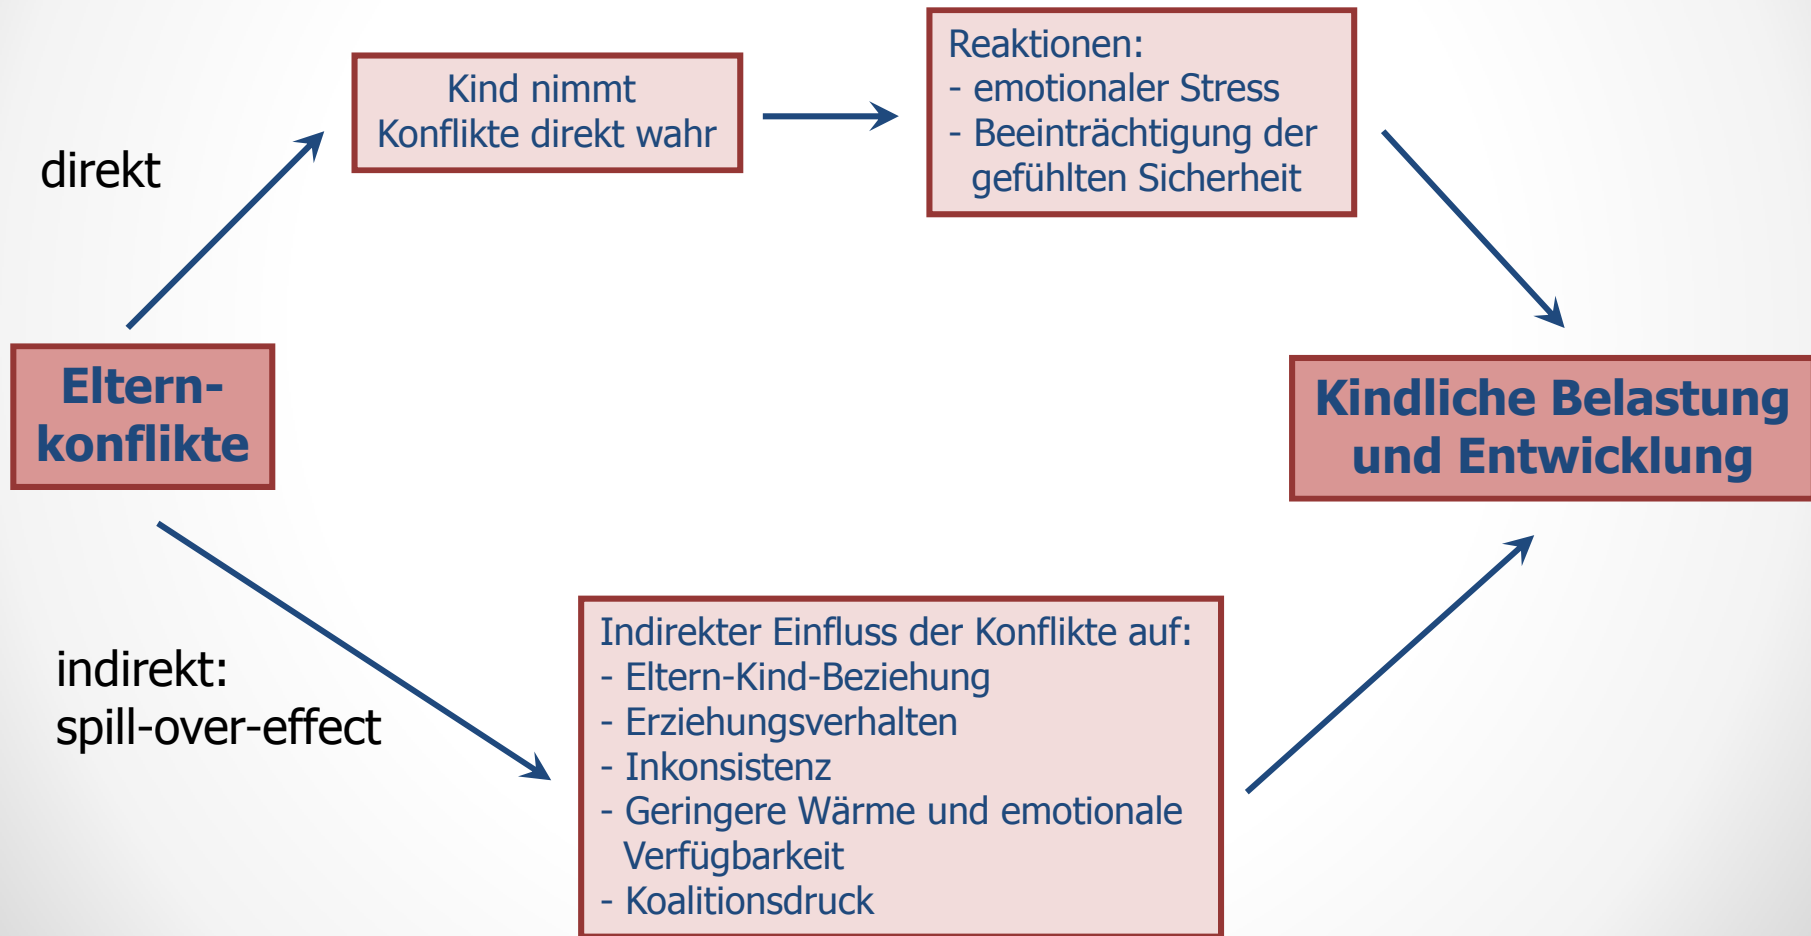 direkt
Kind nimmt
Konflikte direkt wahr
Reaktionen:
- emotionaler Stress
- Beeinträchtigung der
gefühlten Sicherheit
Eltern-
konflikte
Kindliche Belastung
und Entwicklung
indirekt:
spill-over-effect
Indirekter Einfluss der Konflikte auf:
- Eltern-Kind-Beziehung
- Erziehungsverhalten
- Inkonsistenz
- Geringere Wärme und emotionale
Verfügbarkeit
- Koalitionsdruck